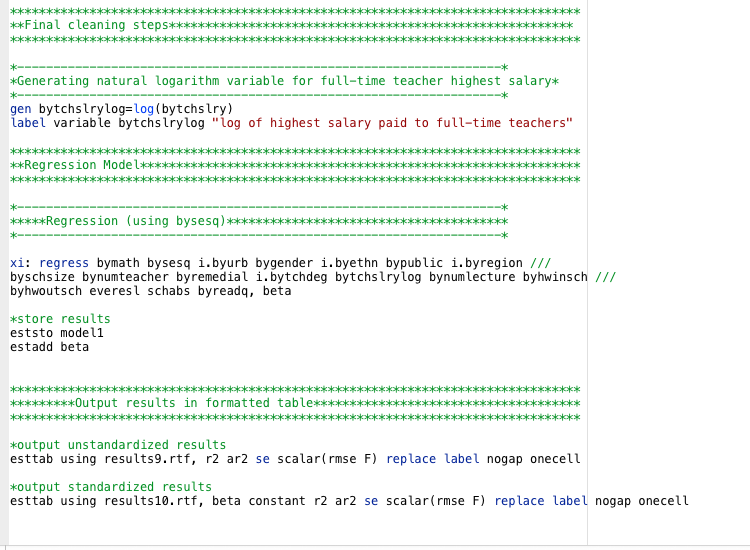 *******************************************************************************
**Final cleaning steps********************************************************
*******************************************************************************
*-------------------------------------------------------------------*
*Generating natural logarithm variable for full-time teacher highest salary*
*-------------------------------------------------------------------*
gen bytchslrylog=log(bytchslry)
label variable bytchslrylog "log of highest salary paid to full-time teachers"
*******************************************************************************
**Regression Model*************************************************************
*******************************************************************************
*-------------------------------------------------------------------*
*****Regression (using bysesq)***************************************
*-------------------------------------------------------------------*
xi: regress bymath bysesq i.byurb bygender i.byethn bypublic i.byregion ///
byschsize bynumteacher byremedial i.bytchdeg bytchslrylog bynumlecture byhwinsch ///
byhwoutsch everesl schabs byreadq, beta
*store results
eststo model1
estadd beta
*******************************************************************************
*********Output results in formatted table*************************************
*******************************************************************************
*output unstandardized results
esttab using results9.rtf, r2 ar2 se scalar(rmse F) replace label nogap onecell
*output standardized results
esttab using results10.rtf, beta constant r2 ar2 se scalar(rmse F) replace label nogap onecell